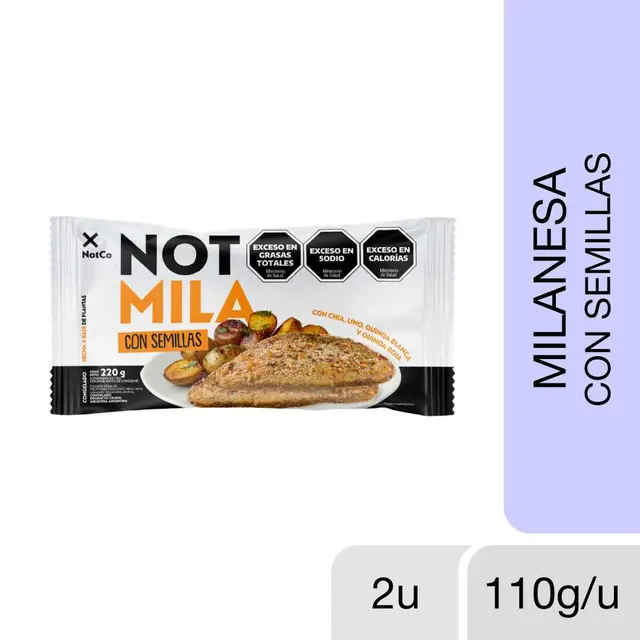 NotCo
NOT
MILA
CON SEMILLAS
HECHA A BASE DE PLANTAS
CONGELADO
220 g
EXCESO EN
GRASAS
TOTALES
Ministerio
de Salud
EXCESO EN
SODIO
Ministerio
de Salud
EXCESO EN
CALORÍAS
Ministerio
de Salud
CON CHIA, LINO, QUINOA BLANCA
Y QUINOA ROJA
MILANESA
CON SEMILLAS
2u
110g/u